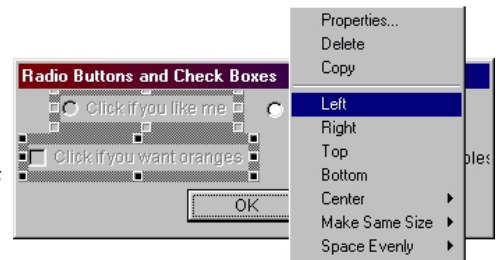 Properties...
Delete
Copy
Radio Buttons and Check Boxes
Left
Click if you like me
Right
Top
Click if you want oranges
Bottom
OK
Center
Make Same Size
Space Evenly